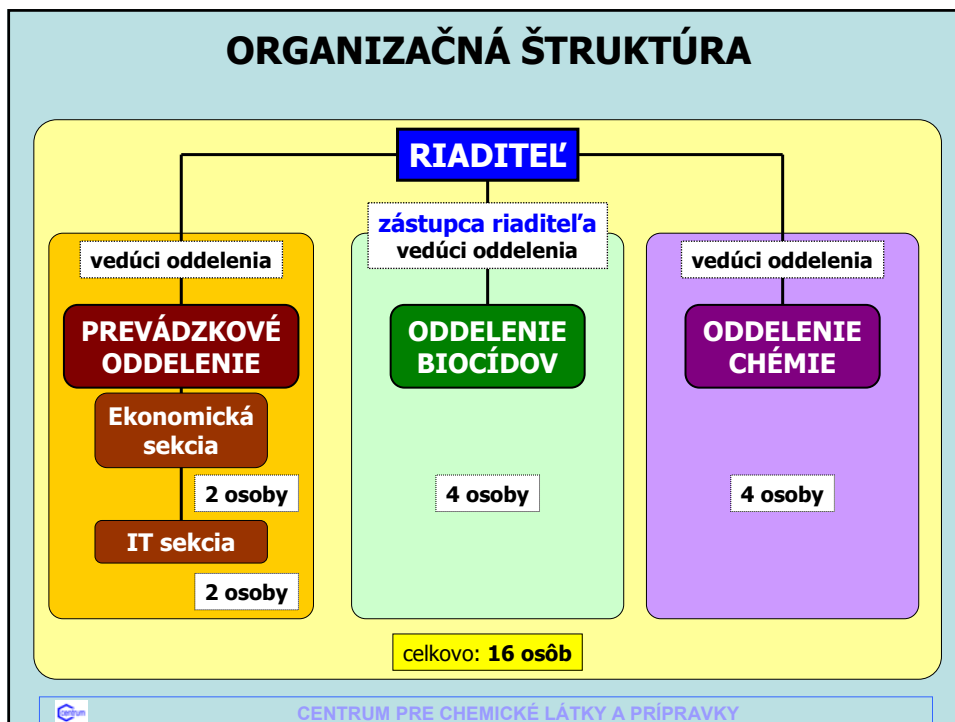 ORGANIZAČNÁ ŠTRUKTÚRA
RIADITEĽ
zástupca riaditeľa
vedúci oddelenia
vedúci oddelenia
vedúci oddelenia
PREVÁDZKOVÉ
ODDELENIE
ODDELENIE
BIOCÍDOV
ODDELENIE
CHÉMIE
Ekonomická
sekcia
2 osoby
4 osoby
4 osoby
IT sekcia
2 osoby
celkovo: 16 osôb
centrum
CENTRUM PRE CHEMICKÉ LÁTKY A PRÍPRAVKY